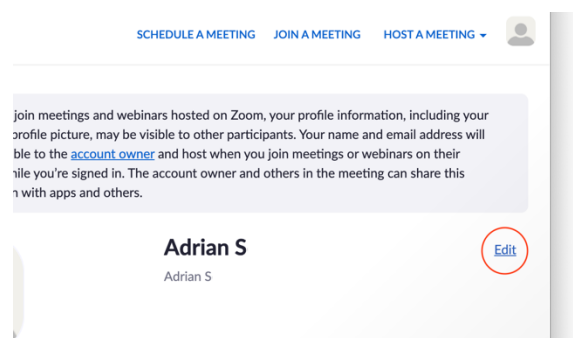 SCHEDULE A MEETING JOIN A MEETING HOST A MEETING
join meetings and webinars hosted on Zoom, your profile information, including your
profile picture, may be visible to other participants. Your name and email address will
ble to the account owner and host when you join meetings or webinars on their
hile you're signed in. The account owner and others in the meeting can share this
n with apps and others.
Adrian S
Edit
Adrian S